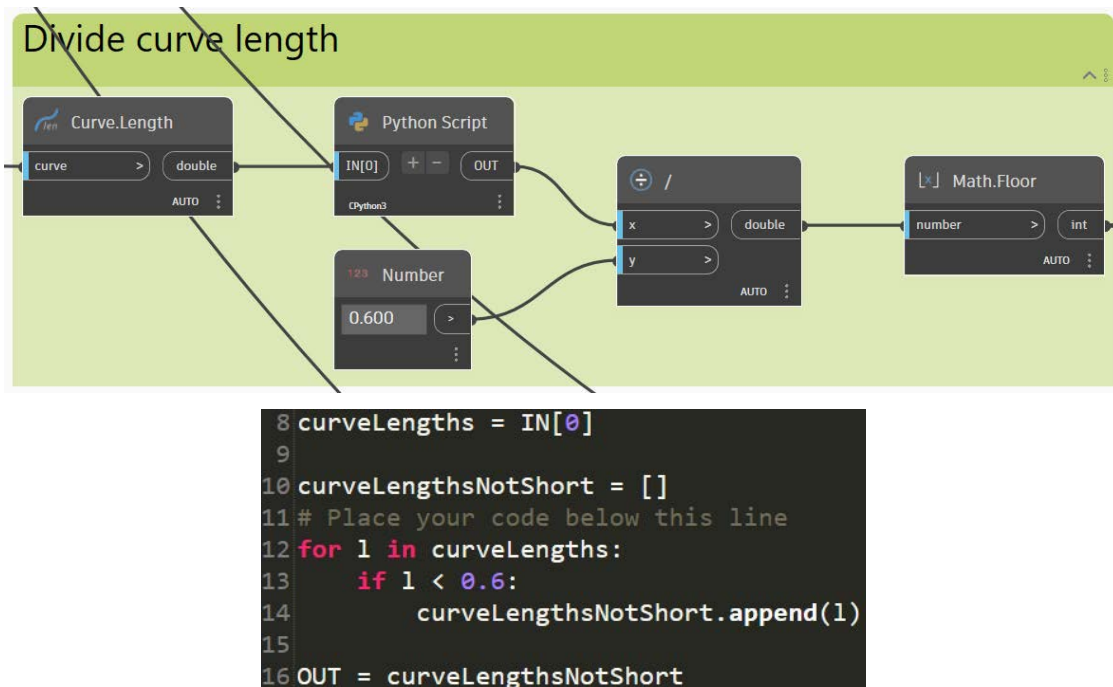 Divide curve length
len
Curve.Length
curve > double
AUTO
Python Script
IN[0] + - OUT
CPython3
123 Number
0.600 >
÷ /
x > double
y >
AUTO
⌊x⌋ Math.Floor
number > int
AUTO
8 curveLengths = IN[0]
9
10 curveLengthsNotShort = []
11 # Place your code below this line
12 for l in curveLengths:
13     if l < 0.6:
14         curveLengthsNotShort.append(l)
15
16 OUT = curveLengthsNotShort